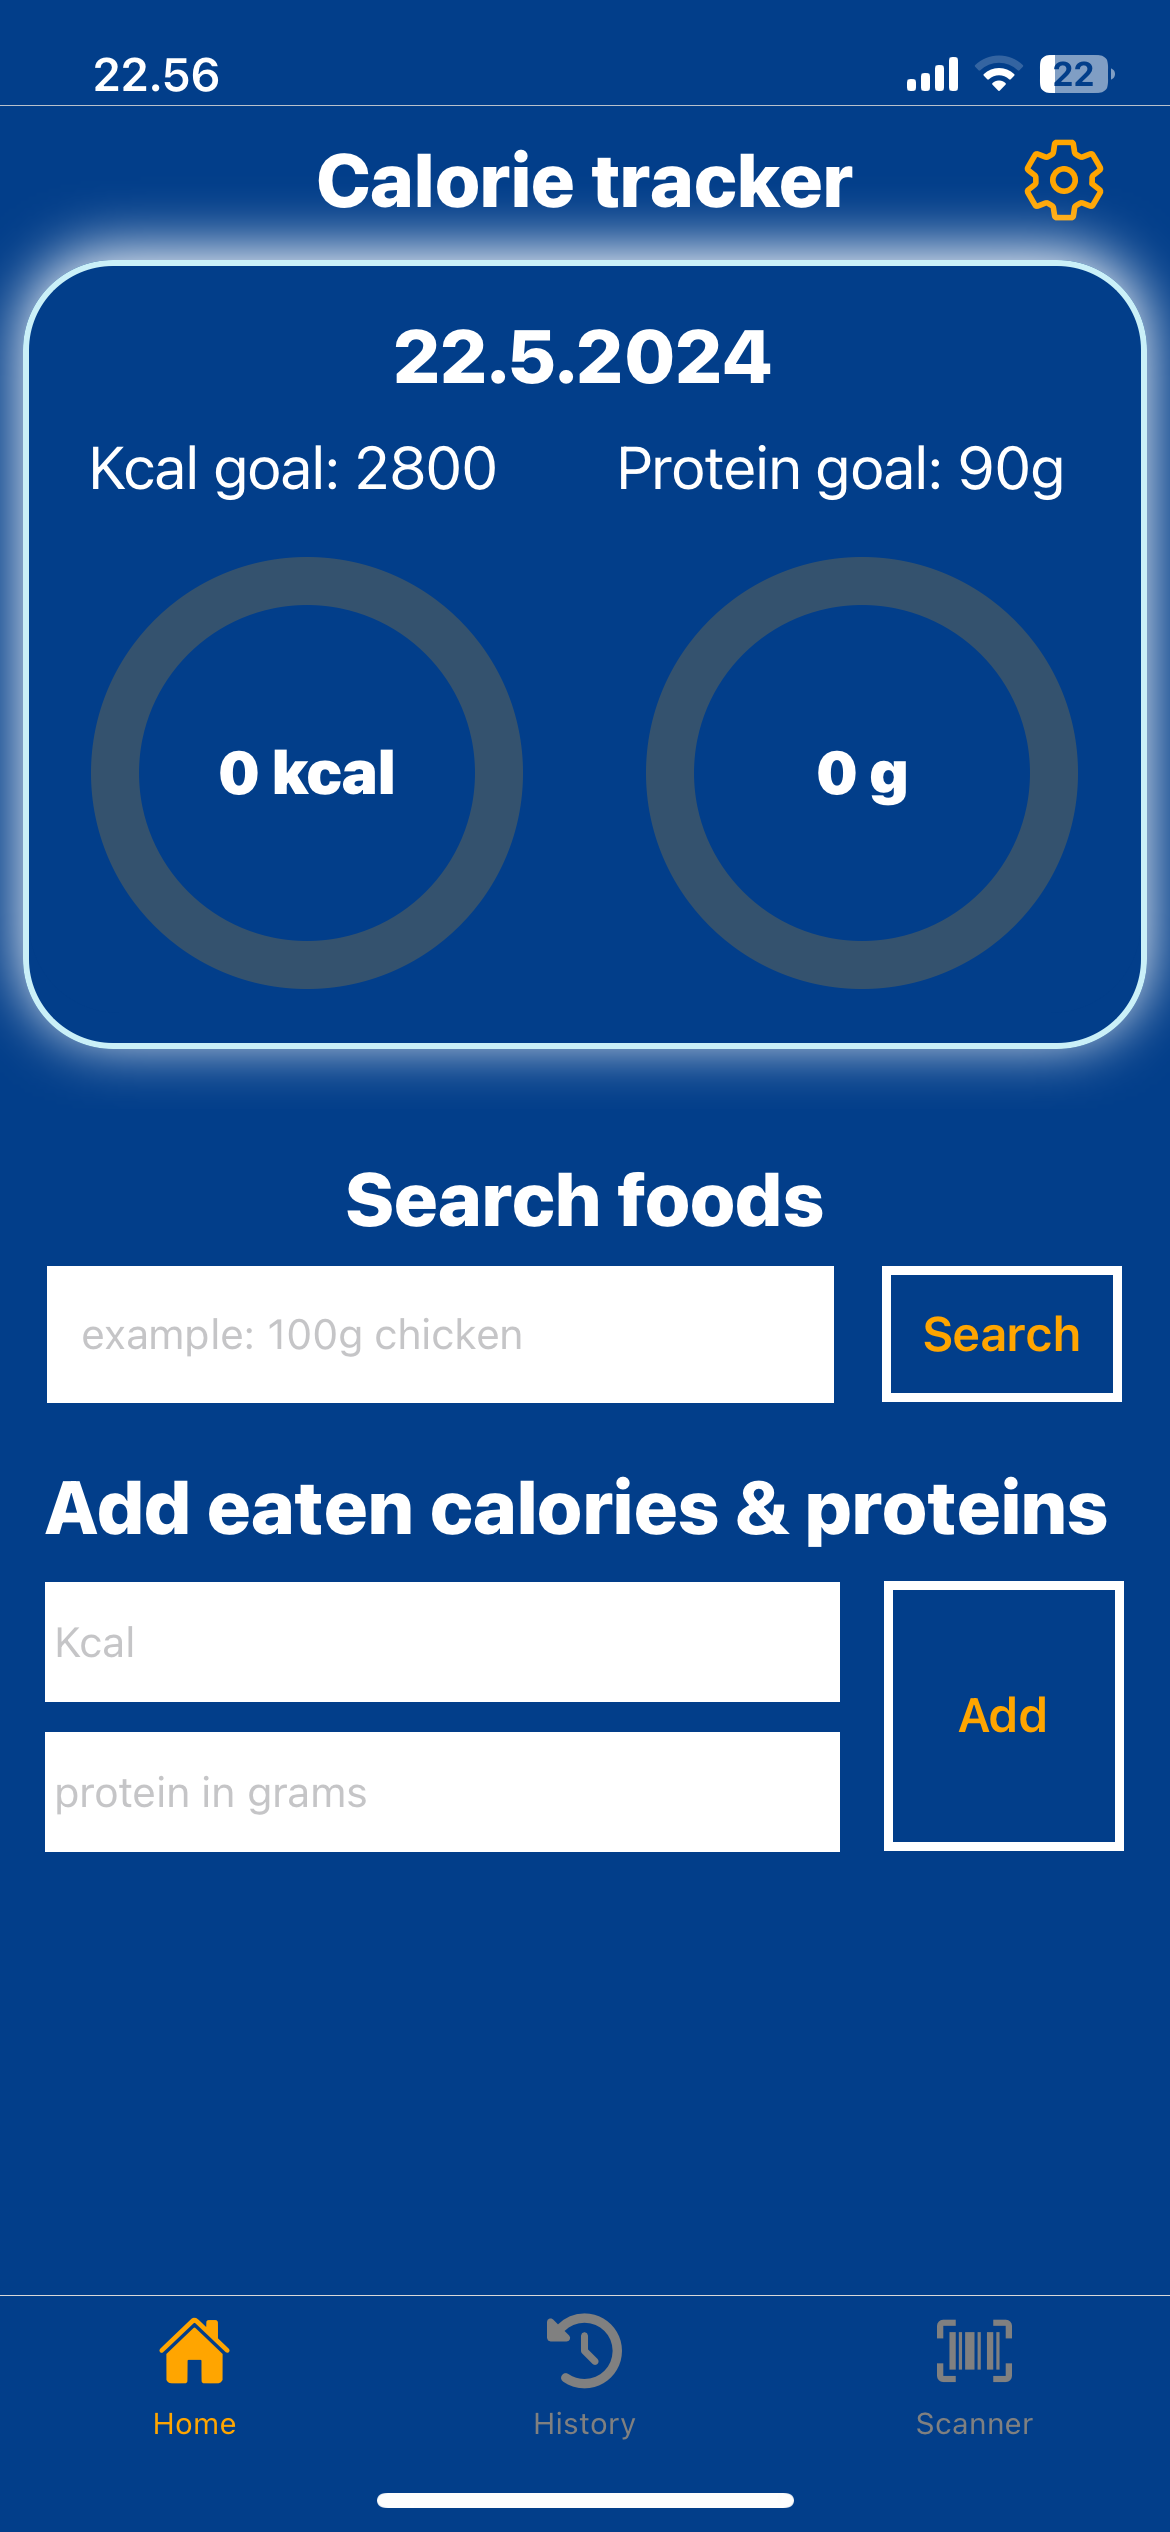 22.56
22
Calorie tracker
22.5.2024
Kcal goal: 2800
Protein goal: 90g
0 kcal
0 g
Search foods
example: 100g chicken
Search
Add eaten calories & proteins
Kcal
protein in grams
Add
Home
History
Scanner